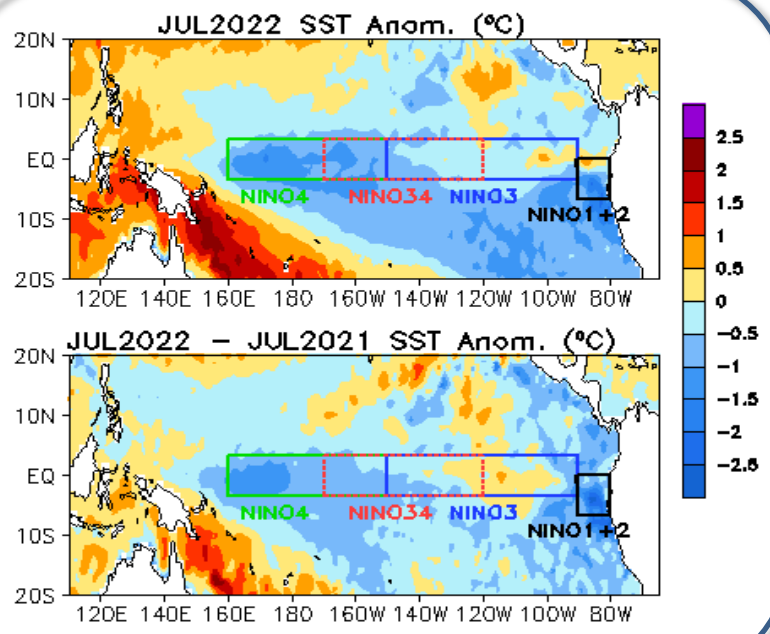 JUL2022 SST Anom. (ºC)
20N
10N
EQ
10S
20S
NINO4 NINO34 NINO3
NINO1+2
120E 140E 160E 180 160W 140W 120W 100W 80W
2.5
2
1.5
1
0.5
0
−0.5
−1
−1.5
−2
−2.5
JUL2022 − JUL2021 SST Anom. (ºC)
20N
10N
EQ
10S
20S
NINO4 NINO34 NINO3
NINO1+2
120E 140E 160E 180 160W 140W 120W 100W 80W